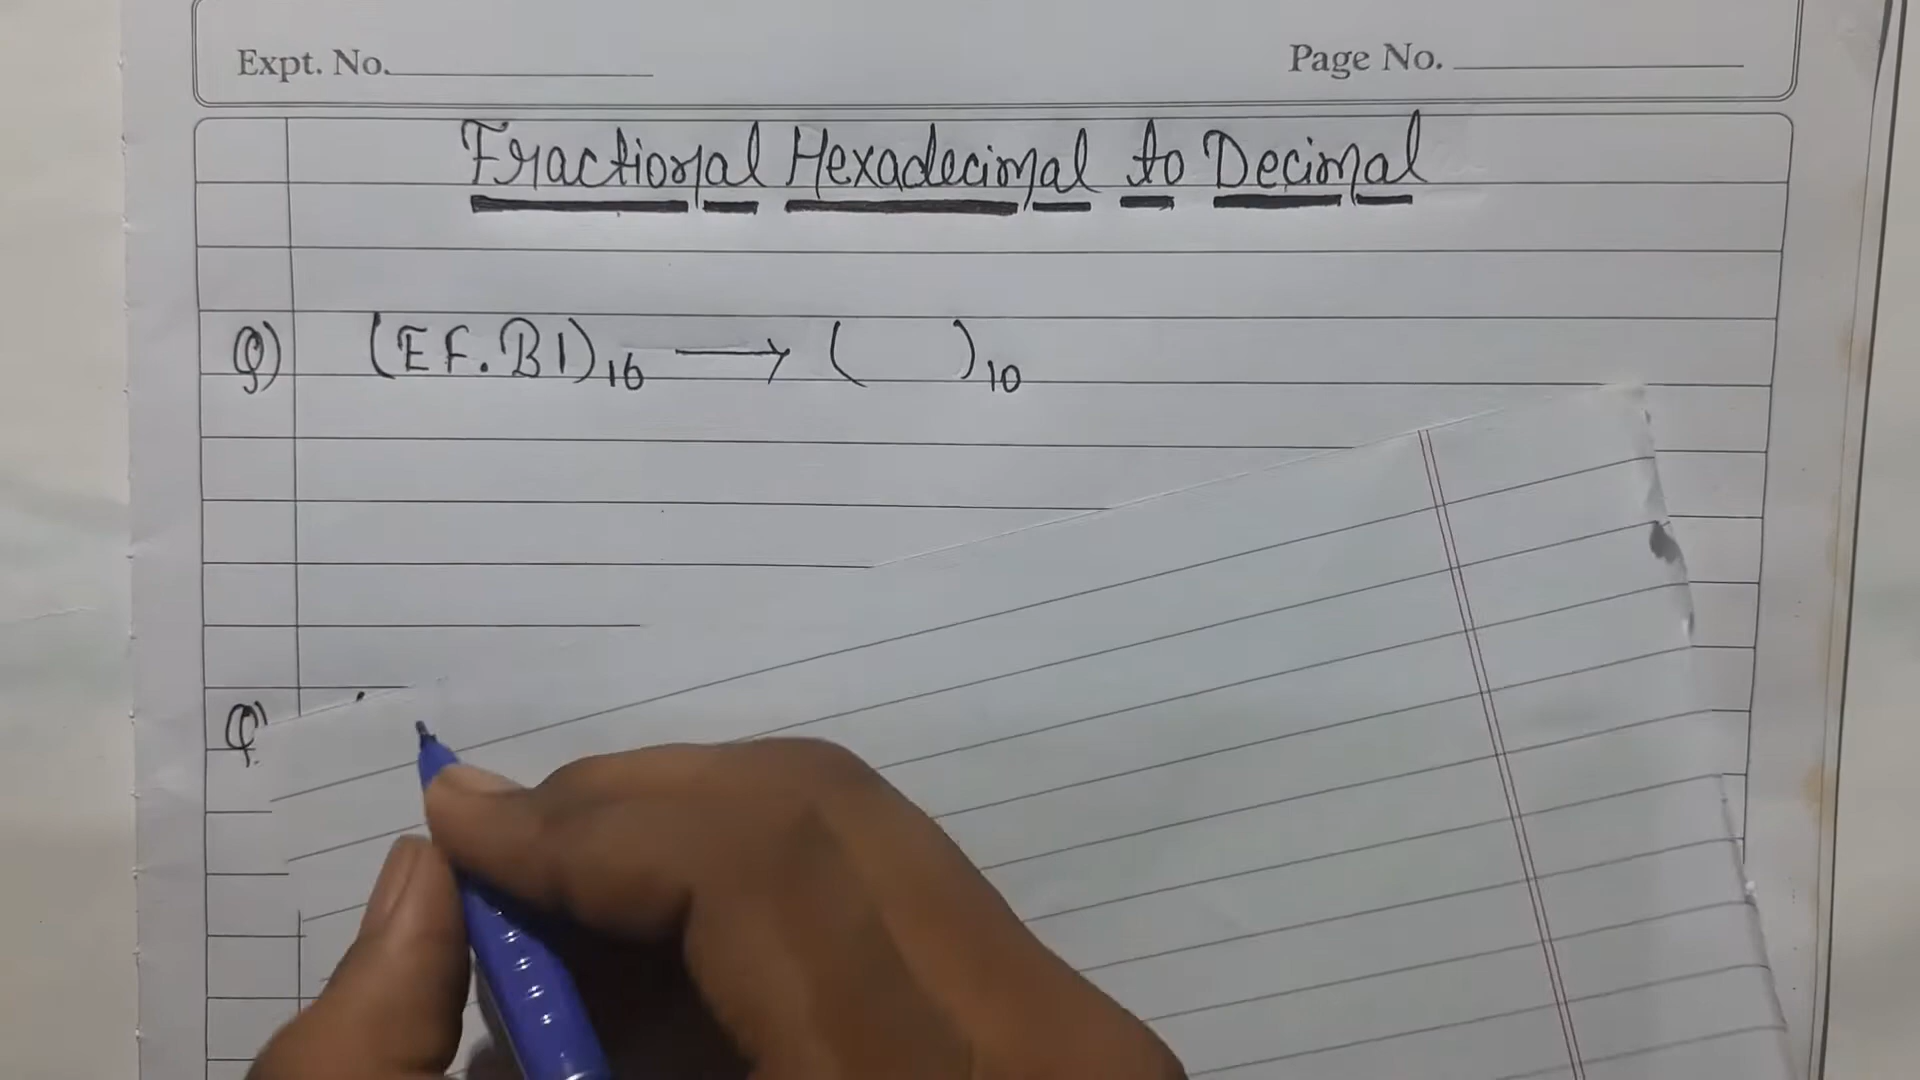 Expt. No. Page No.
Fractional Hexadecimal to Decimal
Q) (EF.B1)₁₆ → ( )₁₀
Q)